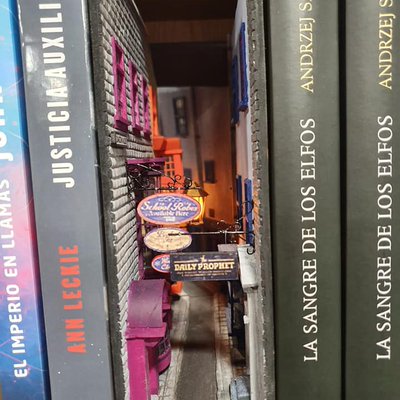 JOHN
EL IMPERIO EN LLAMAS
JUSTICIA AUXILI
ANN LECKIE
School Robes
Available Here
DAILY PROPHET
ANDRZEJ S
LA SANGRE DE LOS ELFOS
ANDRZEJ S
LA SANGRE DE LOS ELFOS